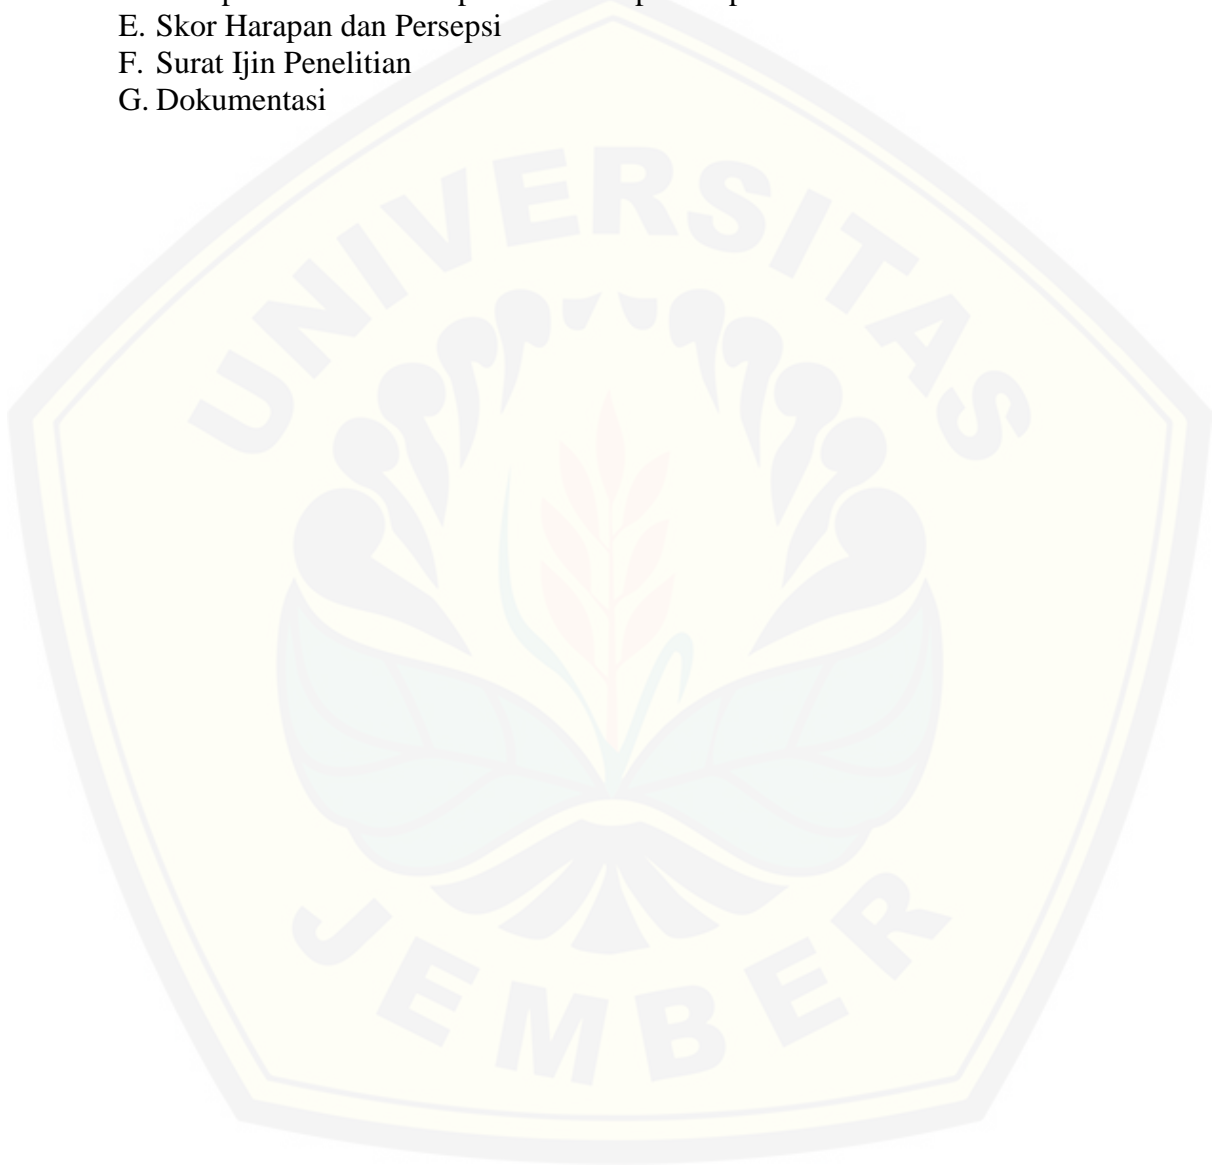 E. Skor Harapan dan Persepsi
F. Surat Ijin Penelitian
G. Dokumentasi
UNIVERSITAS
JEMBER